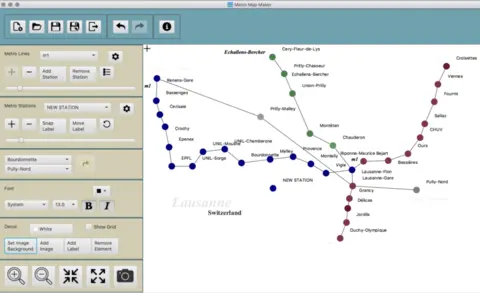 Metro Map Maker
Metro Lines
m1
Add Station
Remove Station
Metro Stations
NEW STATION
Snap Label
Move Label
Bourdonnette
Pully-Nord
Font
System
13.0
B
I
Decor
White
Show Grid
Set Image Background
Add Image
Add Label
Remove Element
Echallens-Bercher
Cery-Fleur-de-Lys
Prilly-Chasseur
Echallens-Bercher
Union-Prilly
Prilly-Malley
Montétan
Chauderon
m1
Renens-Gare
Bassenges
Cerisaie
Crochy
Epenex
EPFL
UNIL-Sorge
UNIL-Mouline
UNIL-Chamberonne
Bourdonnette
Malley
Provence
Montelly
Vigie
NEW STATION
Lausanne
Switzerland
Croisettes
Vennes
Fourmi
Sallaz
CHUV
Ours
Bessières
Riponne-Maurice Bejart
m1
Lausanne-Flon
Lausanne-Gare
Grancy
Délices
Jordils
Ouchy-Olympique
Pully-Nord